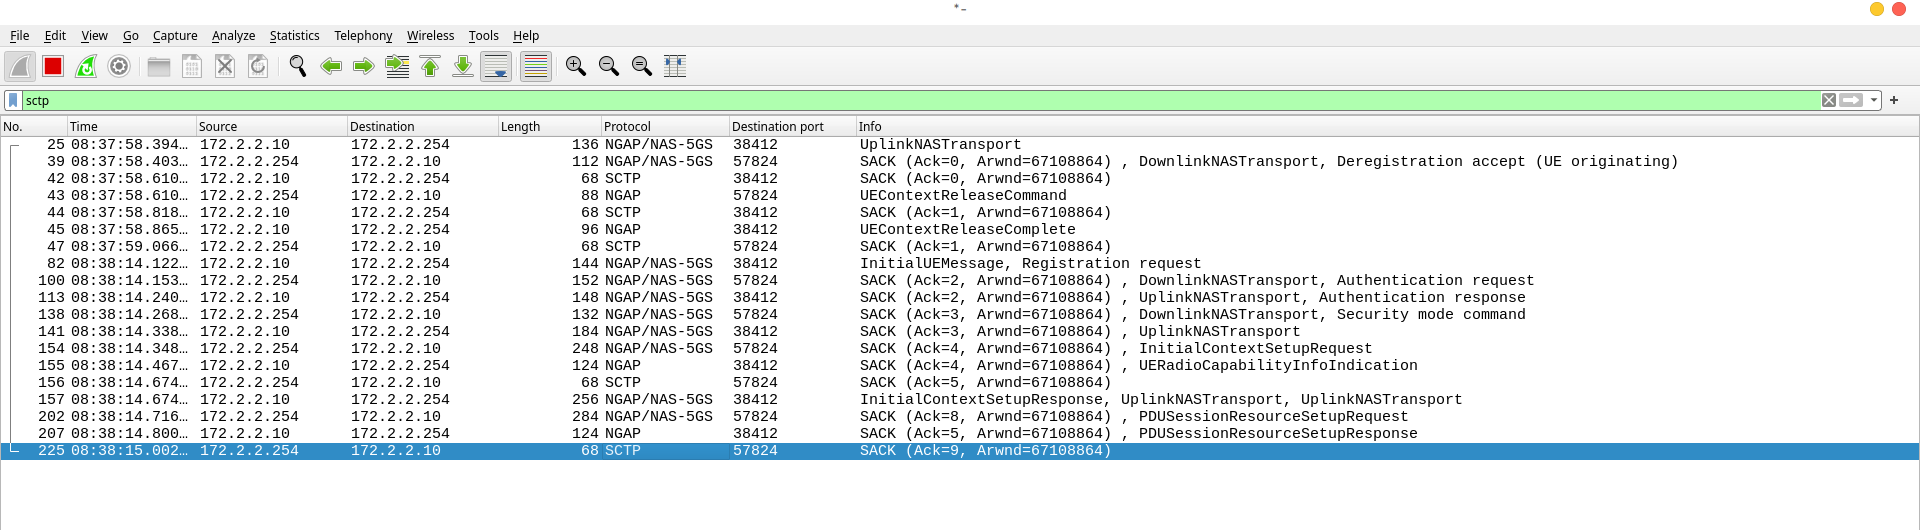 *-
File Edit View Go Capture Analyze Statistics Telephony Wireless Tools Help
sctp
No. Time Source Destination Length Protocol Destination port Info
25 08:37:58.394… 172.2.2.10 172.2.2.254 136 NGAP/NAS-5GS 38412 UplinkNASTransport
39 08:37:58.403… 172.2.2.254 172.2.2.10 112 NGAP/NAS-5GS 57824 SACK (Ack=0, Arwnd=67108864) , DownlinkNASTransport, Deregistration accept (UE originating)
42 08:37:58.610… 172.2.2.10 172.2.2.254 68 SCTP 38412 SACK (Ack=0, Arwnd=67108864)
43 08:37:58.610… 172.2.2.254 172.2.2.10 88 NGAP 57824 UEContextReleaseCommand
44 08:37:58.818… 172.2.2.10 172.2.2.254 68 SCTP 38412 SACK (Ack=1, Arwnd=67108864)
45 08:37:58.865… 172.2.2.10 172.2.2.254 96 NGAP 38412 UEContextReleaseComplete
47 08:37:59.066… 172.2.2.254 172.2.2.10 68 SCTP 57824 SACK (Ack=1, Arwnd=67108864)
82 08:38:14.122… 172.2.2.10 172.2.2.254 144 NGAP/NAS-5GS 38412 InitialUEMessage, Registration request
100 08:38:14.153… 172.2.2.254 172.2.2.10 152 NGAP/NAS-5GS 57824 SACK (Ack=2, Arwnd=67108864) , DownlinkNASTransport, Authentication request
113 08:38:14.240… 172.2.2.10 172.2.2.254 148 NGAP/NAS-5GS 38412 SACK (Ack=2, Arwnd=67108864) , UplinkNASTransport, Authentication response
138 08:38:14.268… 172.2.2.254 172.2.2.10 132 NGAP/NAS-5GS 57824 SACK (Ack=3, Arwnd=67108864) , DownlinkNASTransport, Security mode command
141 08:38:14.338… 172.2.2.10 172.2.2.254 184 NGAP/NAS-5GS 38412 SACK (Ack=3, Arwnd=67108864) , UplinkNASTransport
154 08:38:14.348… 172.2.2.254 172.2.2.10 248 NGAP/NAS-5GS 57824 SACK (Ack=4, Arwnd=67108864) , InitialContextSetupRequest
155 08:38:14.467… 172.2.2.10 172.2.2.254 124 NGAP 38412 SACK (Ack=4, Arwnd=67108864) , UERadioCapabilityInfoIndication
156 08:38:14.674… 172.2.2.254 172.2.2.10 68 SCTP 57824 SACK (Ack=5, Arwnd=67108864)
157 08:38:14.674… 172.2.2.10 172.2.2.254 256 NGAP/NAS-5GS 38412 InitialContextSetupResponse, UplinkNASTransport, UplinkNASTransport
202 08:38:14.716… 172.2.2.254 172.2.2.10 284 NGAP/NAS-5GS 57824 SACK (Ack=8, Arwnd=67108864) , PDUSessionResourceSetupRequest
207 08:38:14.800… 172.2.2.10 172.2.2.254 124 NGAP 38412 SACK (Ack=5, Arwnd=67108864) , PDUSessionResourceSetupResponse
225 08:38:15.002… 172.2.2.254 172.2.2.10 68 SCTP 57824 SACK (Ack=9, Arwnd=67108864)